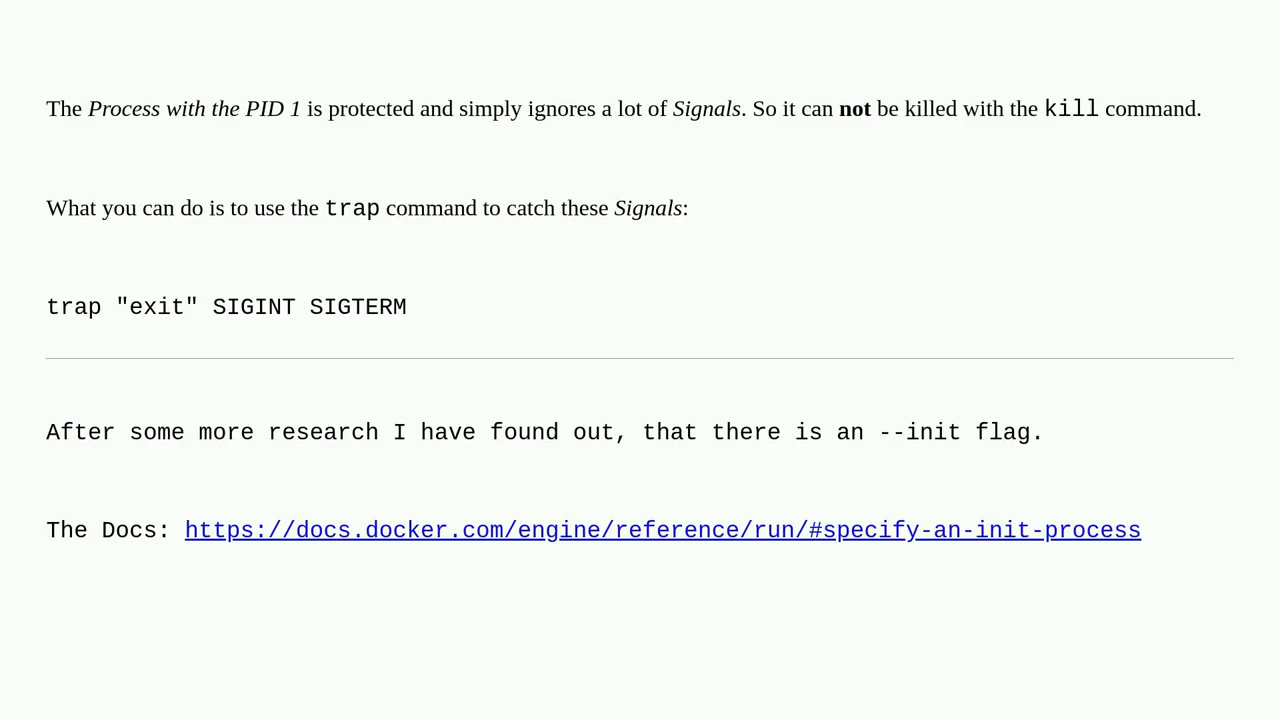 The Process with the PID 1 is protected and simply ignores a lot of Signals. So it can not be killed with the kill command.
What you can do is to use the trap command to catch these Signals:
trap "exit" SIGINT SIGTERM
After some more research I have found out, that there is an --init flag.
The Docs: https://docs.docker.com/engine/reference/run/#specify-an-init-process